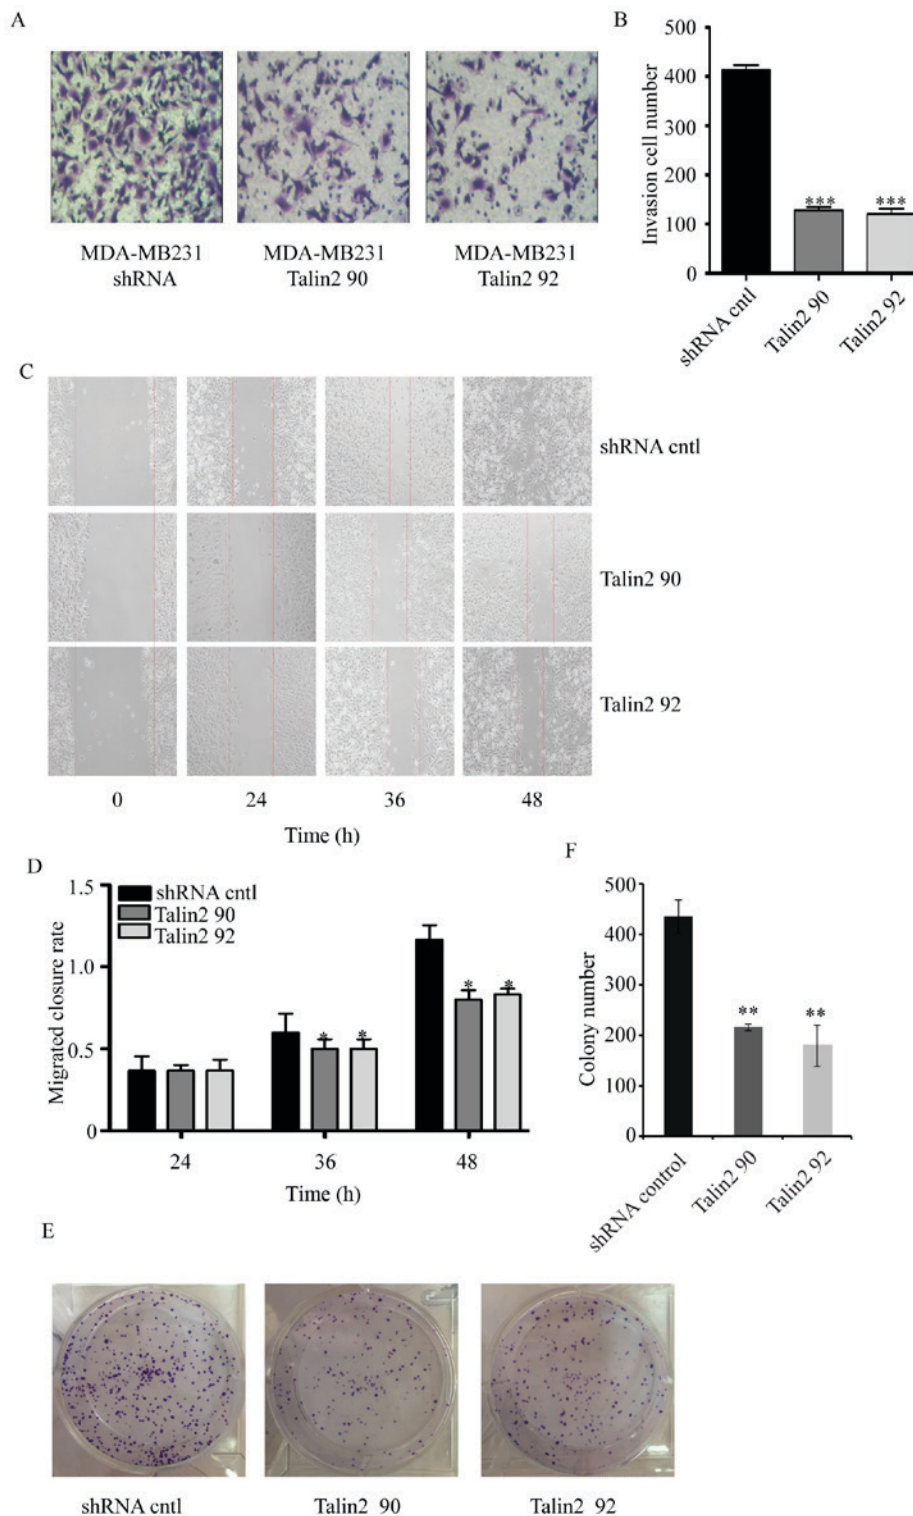 A
MDA-MB231
shRNA
MDA-MB231
Talin2 90
MDA-MB231
Talin2 92
B
Invasion cell number
500
400
300
200
100
0
***
***
shRNA cntl
Talin2 90
Talin2 92
C
shRNA cntl
Talin2 90
Talin2 92
0
24
36
48
Time (h)
D
Migrated closure rate
1.5
1.0
0.5
0
shRNA cntl
Talin2 90
Talin2 92
*
*
*
*
24
36
48
Time (h)
F
Colony number
500
400
300
200
100
0
**
**
shRNA control
Talin2 90
Talin2 92
E
shRNA cntl
Talin2 90
Talin2 92